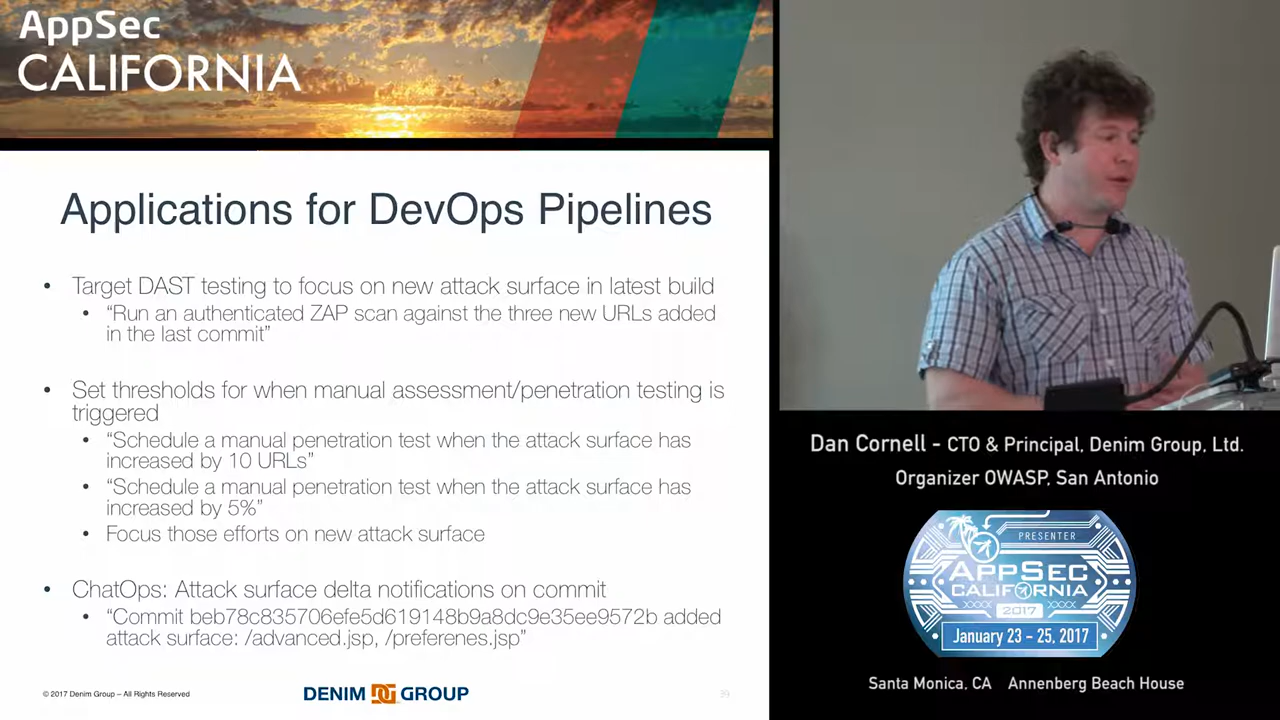 AppSec
CALIFORNIA
Applications for DevOps Pipelines
• Target DAST testing to focus on new attack surface in latest build
• “Run an authenticated ZAP scan against the three new URLs added
in the last commit”
• Set thresholds for when manual assessment/penetration testing is
triggered
• “Schedule a manual penetration test when the attack surface has
increased by 10 URLs”
• “Schedule a manual penetration test when the attack surface has
increased by 5%”
• Focus those efforts on new attack surface
• ChatOps: Attack surface delta notifications on commit
• “Commit beb78c835706efe5d619148b9a8dc9e35ee9572b added
attack surface: /advanced.jsp, /preferenes.jsp”
© 2017 Denim Group – All Rights Reserved
DENIM DG GROUP
39
Dan Cornell - CTO & Principal, Denim Group, Ltd.
Organizer OWASP, San Antonio
PRESENTER
APPSEC
CALIFORNIA
2017
January 23 - 25, 2017
Santa Monica, CA Annenberg Beach House